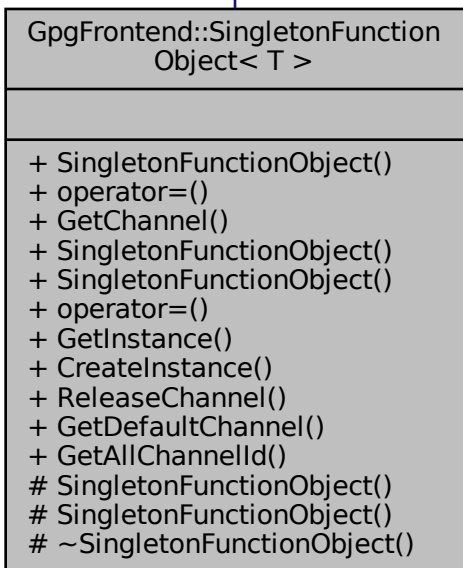 GpgFrontend::SingletonFunction
Object< T >
+ SingletonFunctionObject()
+ operator=()
+ GetChannel()
+ SingletonFunctionObject()
+ SingletonFunctionObject()
+ operator=()
+ GetInstance()
+ CreateInstance()
+ ReleaseChannel()
+ GetDefaultChannel()
+ GetAllChannelId()
# SingletonFunctionObject()
# SingletonFunctionObject()
# ~SingletonFunctionObject()